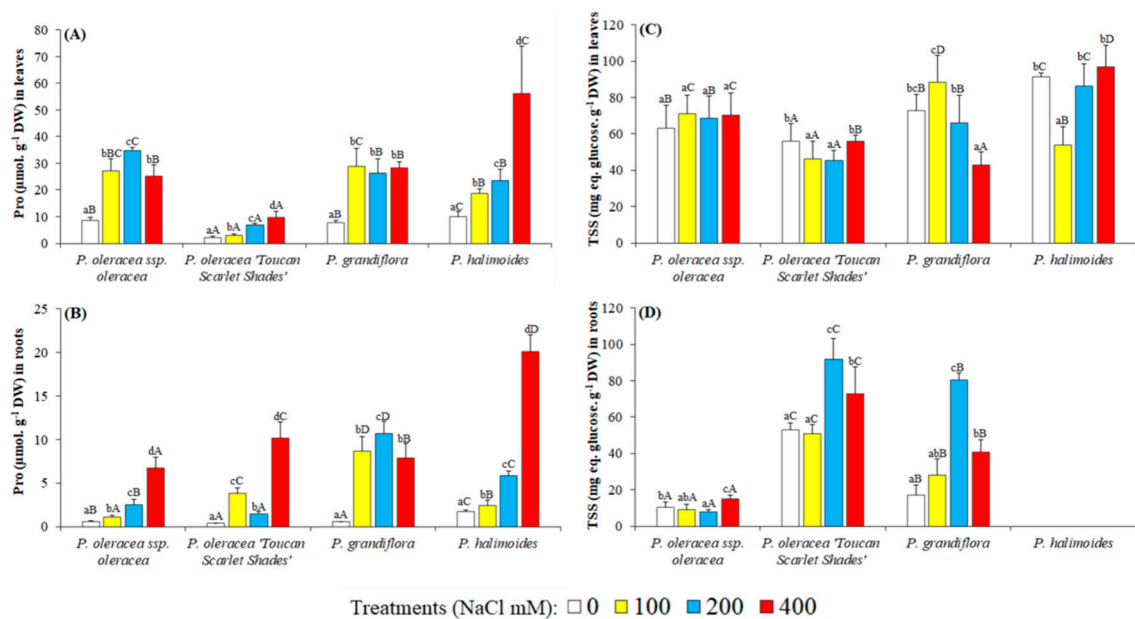 (A)
Pro (µmol. g⁻¹ DW) in leaves
80
70
60
50
40
30
20
10
0
aB bBC cC bB
aA bA cA dA
aB bB bB bB
aC bB cB dC
P. oleracea ssp. oleracea
P. oleracea 'Toucan Scarlet Shades'
P. grandiflora
P. halimoides
(B)
Pro (µmol. g⁻¹ DW) in roots
25
20
15
10
5
0
aB bA cB dA
aA cC bA dC
aA bD cD bB
aC bB cC dD
P. oleracea ssp. oleracea
P. oleracea 'Toucan Scarlet Shades'
P. grandiflora
P. halimoides
(C)
TSS (mg eq. glucose. g⁻¹ DW) in leaves
120
100
80
60
40
20
0
aB aC aB aC
bA aA aA bB
bcB cD bB aA
bC aB bC bD
P. oleracea ssp. oleracea
P. oleracea 'Toucan Scarlet Shades'
P. grandiflora
P. halimoides
(D)
TSS (mg eq. glucose. g⁻¹ DW) in roots
120
100
80
60
40
20
0
bA abA aA cA
aC aC cC bC
aB abB cB bB
P. oleracea ssp. oleracea
P. oleracea 'Toucan Scarlet Shades'
P. grandiflora
P. halimoides
Treatments (NaCl mM): 0 100 200 400